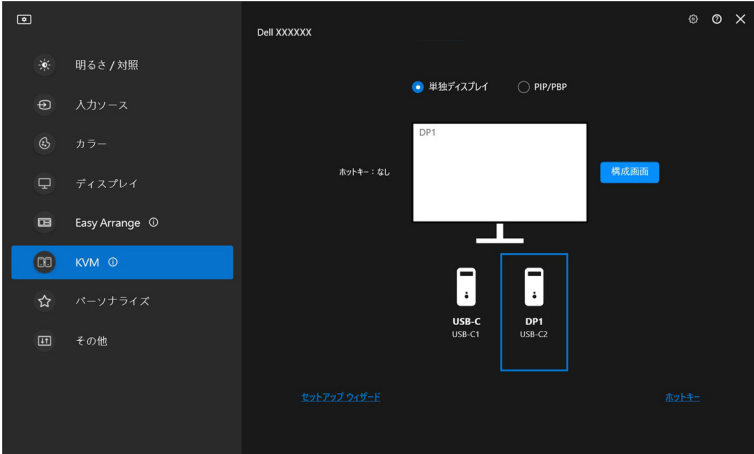 Dell XXXXXX
明るさ / 対照
入力ソース
カラー
ディスプレイ
Easy Arrange
KVM
パーソナライズ
その他
単独ディスプレイ
PIP/PBP
DP1
ホットキー：なし
構成画面
USB-C
USB-C1
DP1
USB-C2
セットアップ ウィザード
ホットキー